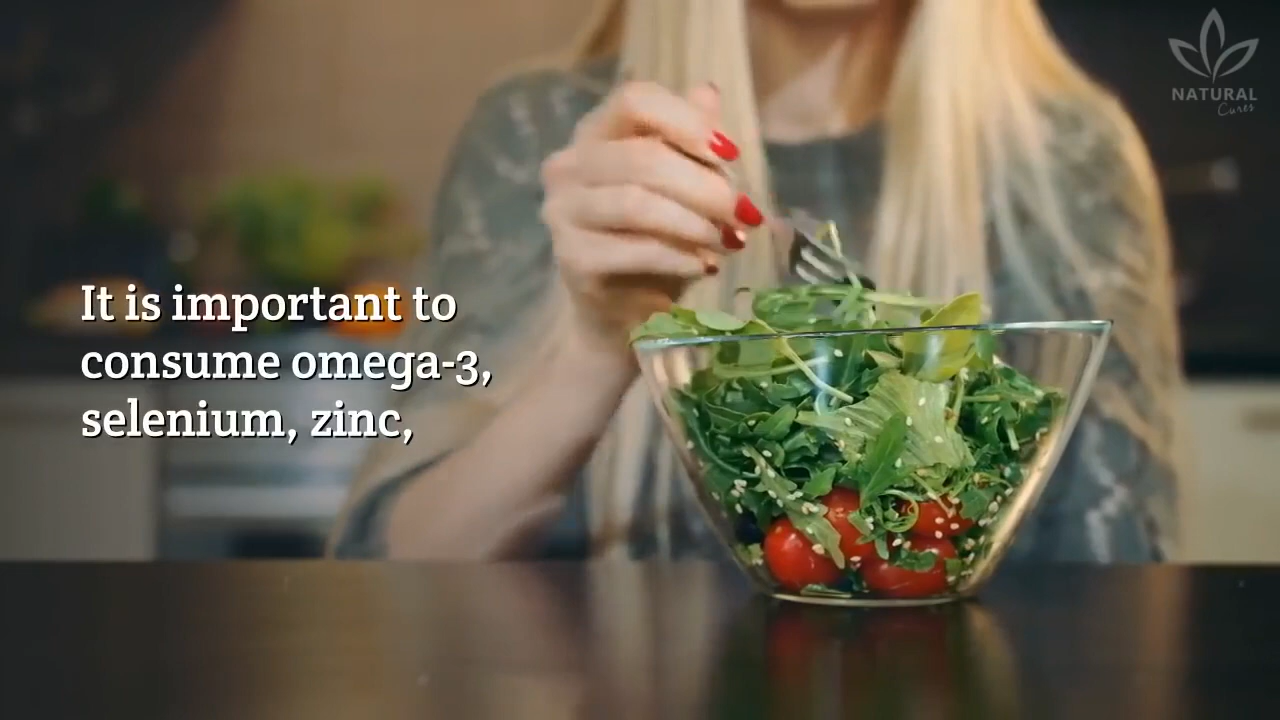 NATURAL
Cures
It is important to
consume omega-3,
selenium, zinc,